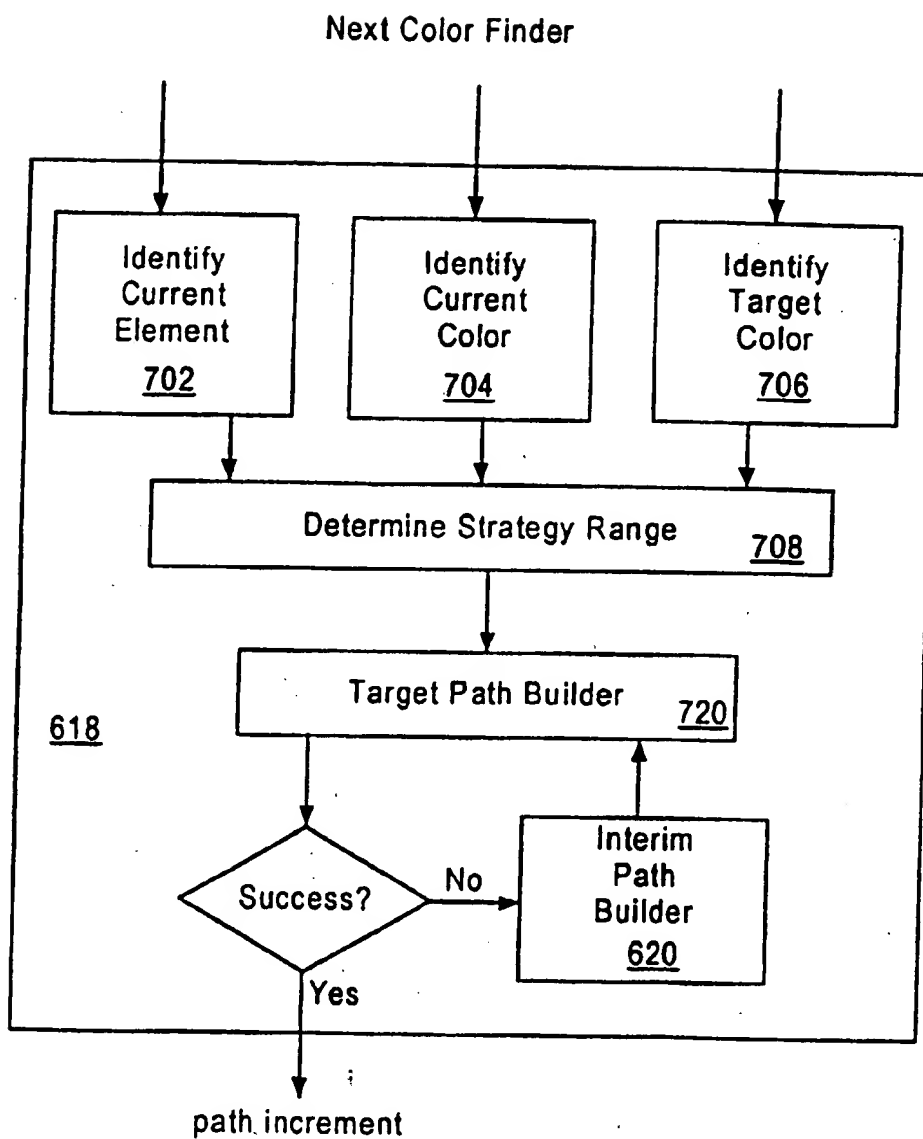 Next Color Finder
Identify
Current
Element
702
Identify
Current
Color
704
Identify
Target
Color
706
Determine Strategy Range
708
Target Path Builder
720
618
Success?
No
Interim
Path
Builder
620
Yes
path increment